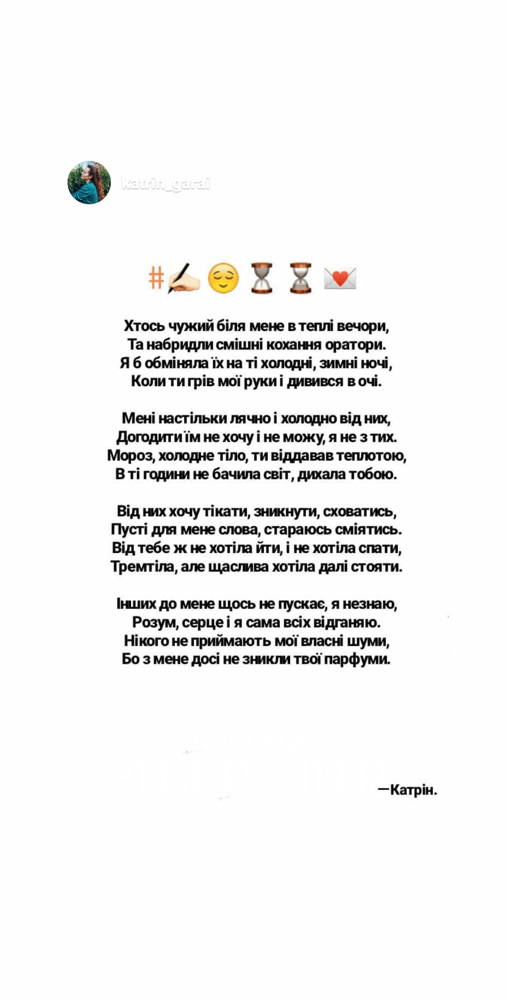 katrin_garai
#✍🏻😌⏳⌛💌
Хтось чужий біля мене в теплі вечори,
Та набридли смішні кохання оратори.
Я б обміняла їх на ті холодні, зимні ночі,
Коли ти грів мої руки і дивився в очі.
Мені настільки лячно і холодно від них,
Догодити їм не хочу і не можу, я не з тих.
Мороз, холодне тіло, ти віддавав теплотою,
В ті години не бачила світ, дихала тобою.
Від них хочу тікати, зникнути, сховатись,
Пусті для мене слова, стараюсь сміятись.
Від тебе ж не хотіла йти, і не хотіла спати,
Тремтіла, але щаслива хотіла далі стояти.
Інших до мене щось не пускає, я незнаю,
Розум, серце і я сама всіх відганяю.
Нікого не приймають мої власні шуми,
Бо з мене досі не зникли твої парфуми.
—Катрін.